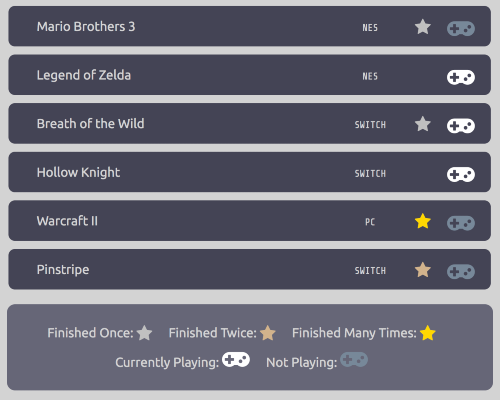 Mario Brothers 3 NES
Legend of Zelda NES
Breath of the Wild SWITCH
Hollow Knight SWITCH
Warcraft II PC
Pinstripe SWITCH
Finished Once: Finished Twice: Finished Many Times:
Currently Playing: Not Playing: